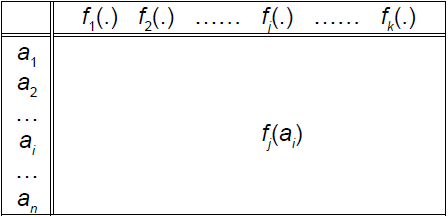 f₁(.) f₂(.) …… fⱼ(.) …… fₖ(.)
a₁
a₂
…
aᵢ fⱼ(aᵢ)
…
aₙ